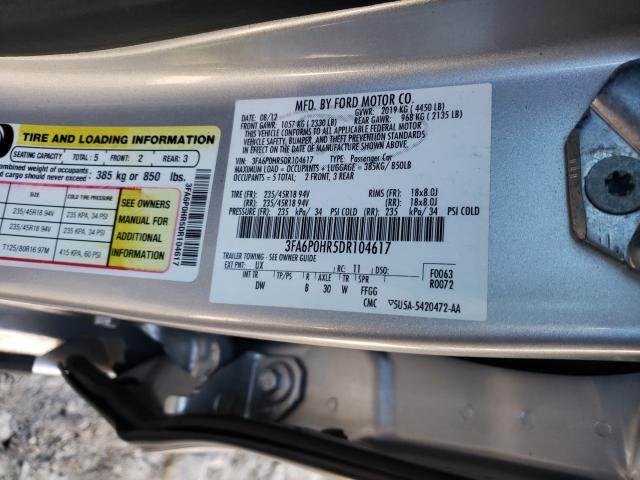 TIRE AND LOADING INFORMATION
SEATING CAPACITY TOTAL: 5 FRONT: 2 REAR: 3
combined weight of occupants
and cargo should never exceed: 385 kg or 850 lbs.
235/45R18 94V 235 KPA, 34 PSI
235/45R18 94V 235 KPA, 34 PSI
T125/80R16 97M 415 KPA, 60 PSI
SEE OWNERS
MANUAL FOR
ADDITIONAL
INFORMATION
3FA6P0HR5DR104617
MFD. BY FORD MOTOR CO.
DATE: 08/12 GVWR: 2019 KG (4450 LB)
FRONT GAWR: 1057 KG (2330 LB) REAR GAWR: 968 KG (2135 LB)
THIS VEHICLE CONFORMS TO ALL APPLICABLE FEDERAL MOTOR
VEHICLE SAFETY, BUMPER, AND THEFT PREVENTION STANDARDS
IN EFFECT ON THE DATE OF MANUFACTURE SHOWN ABOVE.
VIN: 3FA6P0HR5DR104617 TYPE: Passenger Car
MAXIMUM LOAD = OCCUPANTS + LUGGAGE = 385KG / 850LB
OCCUPANTS = 5 TOTAL: 2 FRONT, 3 REAR
TIRE (FR): 235/45R18 94V RIMS (FR): 18x8.0J
(RR): 235/45R18 94V (RR): 18x8.0J
PRESSURE (FR): 235 kPa/ 34 PSI COLD (RR): 235 kPa/ 34 PSI COLD
3FA6P0HR5DR104617
TRAILER TOWING - SEE OWNER GUIDE
EXT PNT: UX RC: 11 DSO: F0063
R0072
INT TR TP/PS R AXLE TR SPR
DW B 30 W FFGG
CMC 5U5A-5420472-AA